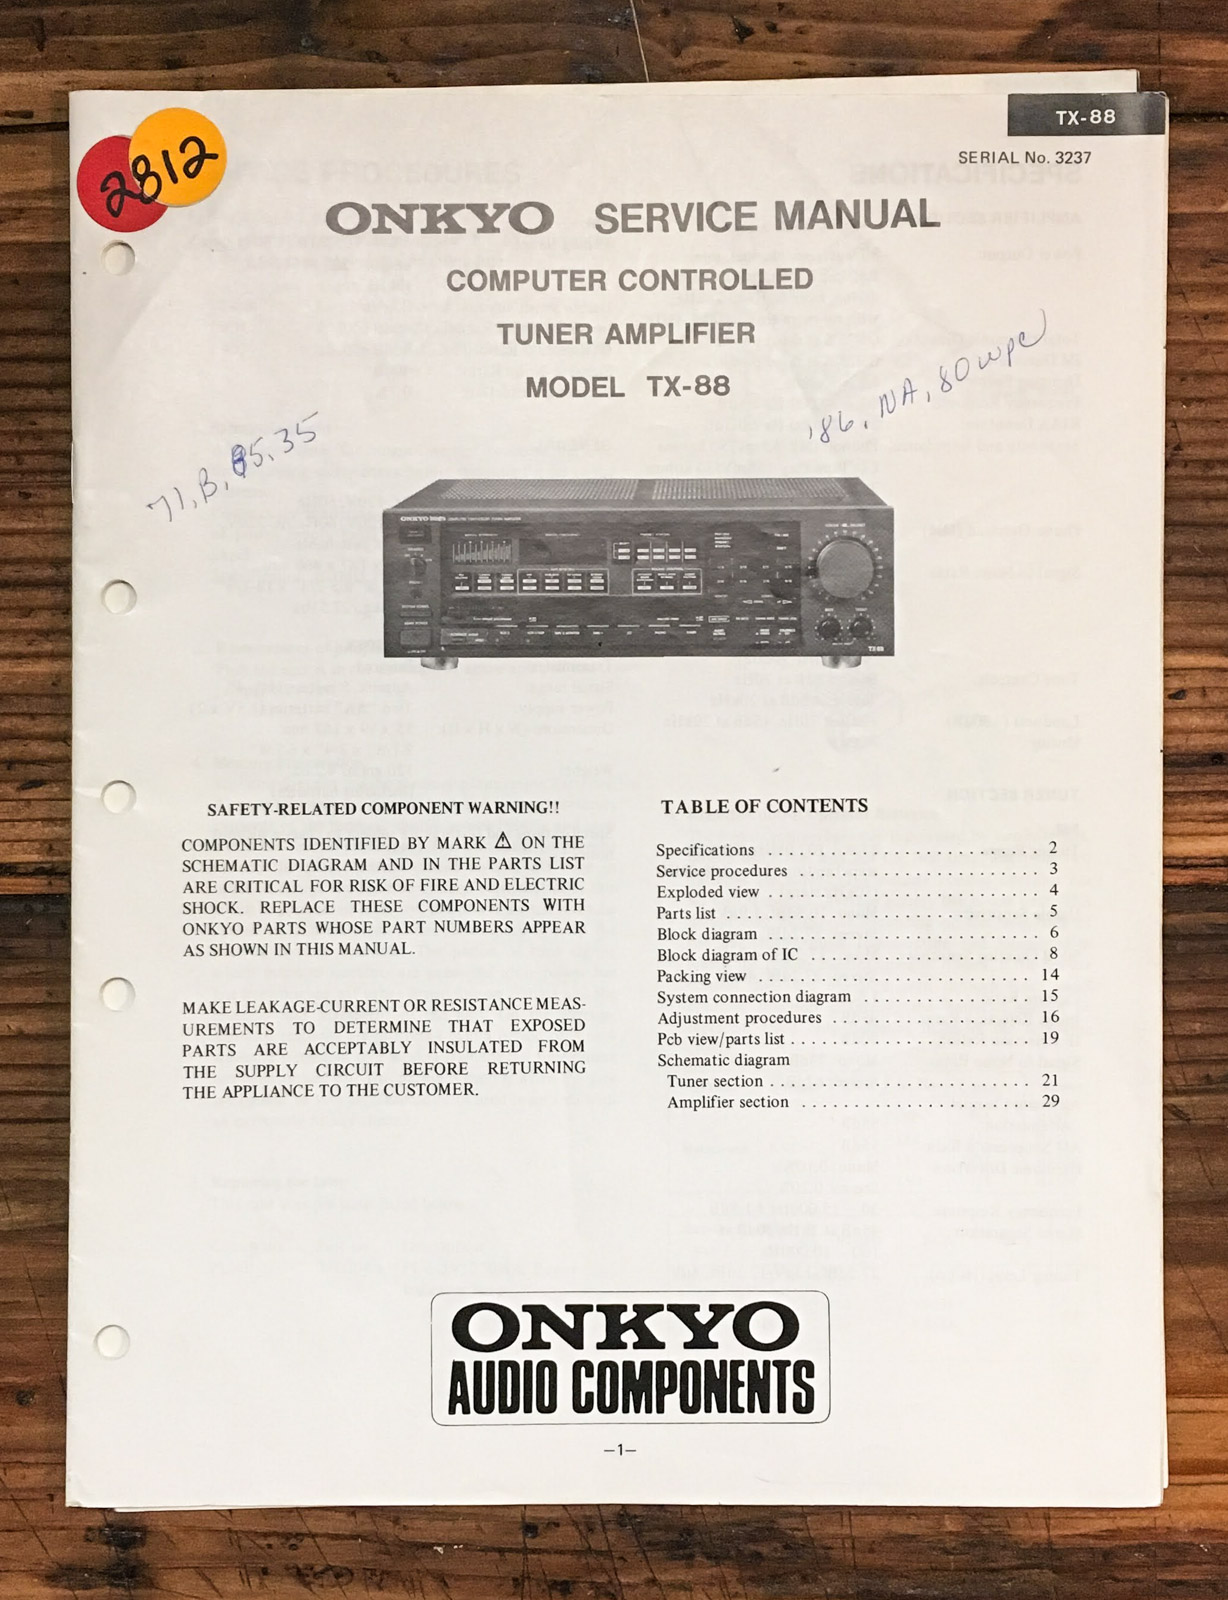 TX-88
SERIAL No. 3237
2812
ONKYO SERVICE MANUAL
COMPUTER CONTROLLED
TUNER AMPLIFIER
MODEL TX-88
'86, NA, 80wpc
71, B, 85, 35
ONKYO
TX-88
SAFETY-RELATED COMPONENT WARNING!!
COMPONENTS IDENTIFIED BY MARK ⚠ ON THE
SCHEMATIC DIAGRAM AND IN THE PARTS LIST
ARE CRITICAL FOR RISK OF FIRE AND ELECTRIC
SHOCK. REPLACE THESE COMPONENTS WITH
ONKYO PARTS WHOSE PART NUMBERS APPEAR
AS SHOWN IN THIS MANUAL.
MAKE LEAKAGE-CURRENT OR RESISTANCE MEAS-
UREMENTS TO DETERMINE THAT EXPOSED
PARTS ARE ACCEPTABLY INSULATED FROM
THE SUPPLY CIRCUIT BEFORE RETURNING
THE APPLIANCE TO THE CUSTOMER.
TABLE OF CONTENTS
Specifications . . . . . . . . . . . . . . . . . . . . . . . . . . 2
Service procedures . . . . . . . . . . . . . . . . . . . . . . . 3
Exploded view . . . . . . . . . . . . . . . . . . . . . . . . . . 4
Parts list . . . . . . . . . . . . . . . . . . . . . . . . . . . . . . 5
Block diagram . . . . . . . . . . . . . . . . . . . . . . . . . . 6
Block diagram of IC . . . . . . . . . . . . . . . . . . . . . . 8
Packing view . . . . . . . . . . . . . . . . . . . . . . . . . . 14
System connection diagram . . . . . . . . . . . . . . . . 15
Adjustment procedures . . . . . . . . . . . . . . . . . . . 16
Pcb view/parts list . . . . . . . . . . . . . . . . . . . . . . . 19
Schematic diagram
Tuner section . . . . . . . . . . . . . . . . . . . . . . . . . 21
Amplifier section . . . . . . . . . . . . . . . . . . . . . . 29
ONKYO
AUDIO COMPONENTS
–1–